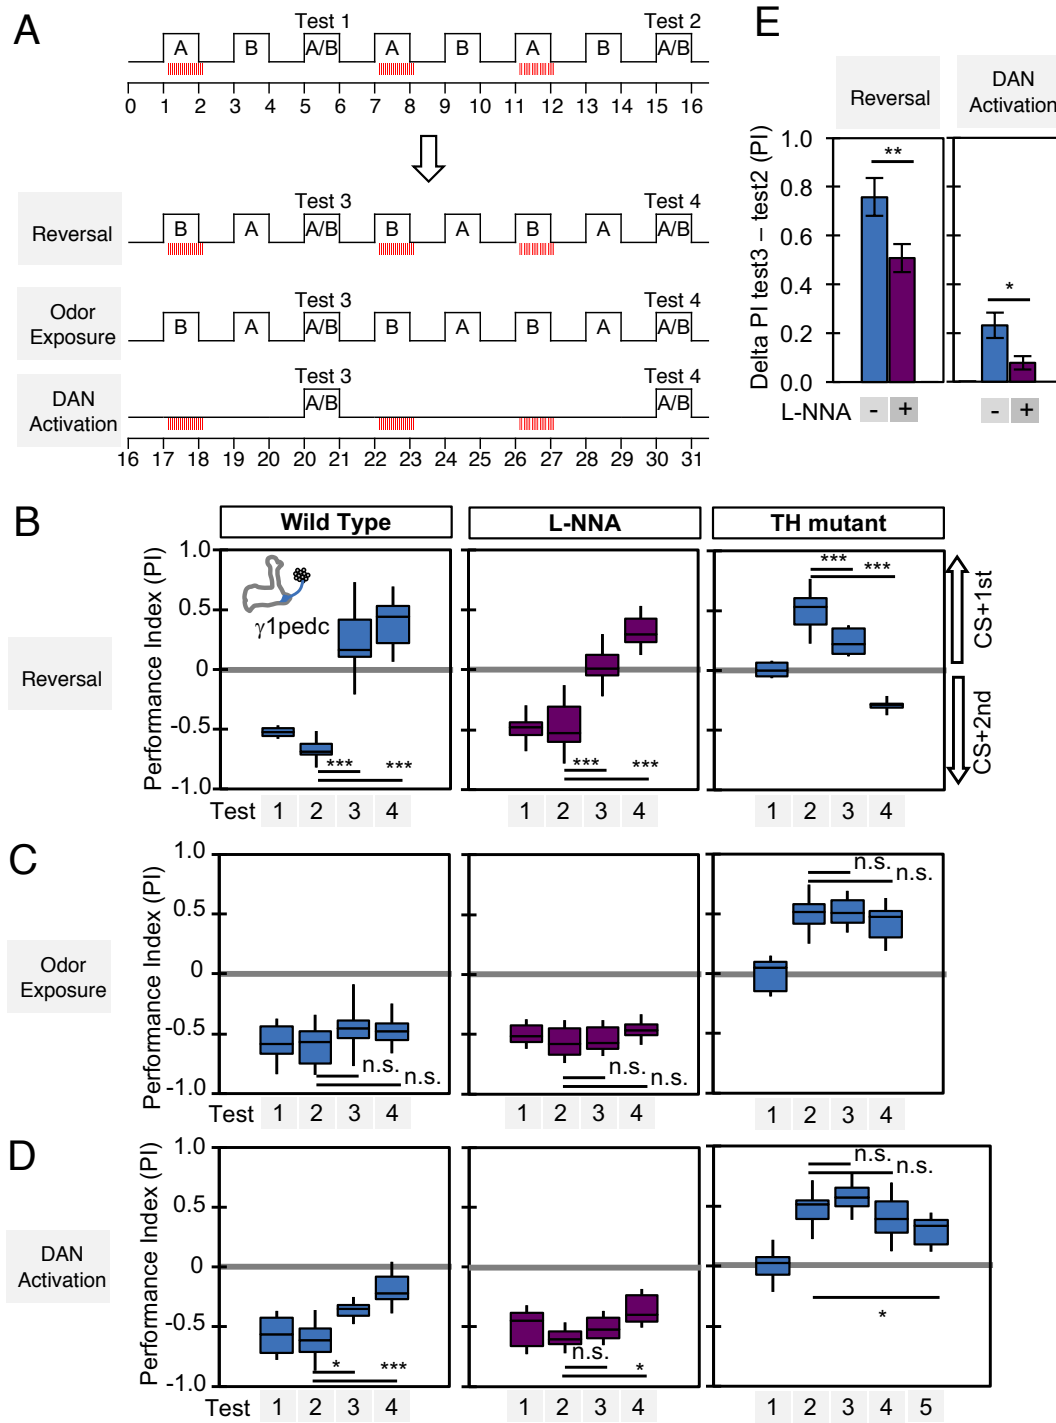 A
Test 1
Test 2
A B A/B A B A B A/B
0 1 2 3 4 5 6 7 8 9 10 11 12 13 14 15 16
Reversal
Test 3
Test 4
B A A/B B A B A A/B
Odor
Exposure
Test 3
Test 4
B A A/B B A B A A/B
DAN
Activation
Test 3
Test 4
A/B A/B
16 17 18 19 20 20 21 22 23 24 25 26 27 28 29 30 31
E
Reversal
DAN
Activation
Delta PI test3 – test2 (PI)
1.0
0.8
0.6
0.4
0.2
0.0
**
*
L-NNA - + - +
B
Wild Type
L-NNA
TH mutant
Reversal
Performance Index (PI)
1.0
0.5
0
-0.5
-1.0
γ1pedc
*** ***
*** ***
*** ***
CS+1st
CS+2nd
Test 1 2 3 4 1 2 3 4 1 2 3 4
C
Odor
Exposure
Performance Index (PI)
1.0
0.5
0
-0.5
-1.0
n.s. n.s.
n.s. n.s.
n.s. n.s.
Test 1 2 3 4 1 2 3 4 1 2 3 4
D
DAN
Activation
Performance Index (PI)
1.0
0.5
0
-0.5
-1.0
* ***
n.s. *
n.s. n.s.
*
Test 1 2 3 4 1 2 3 4 1 2 3 4 5